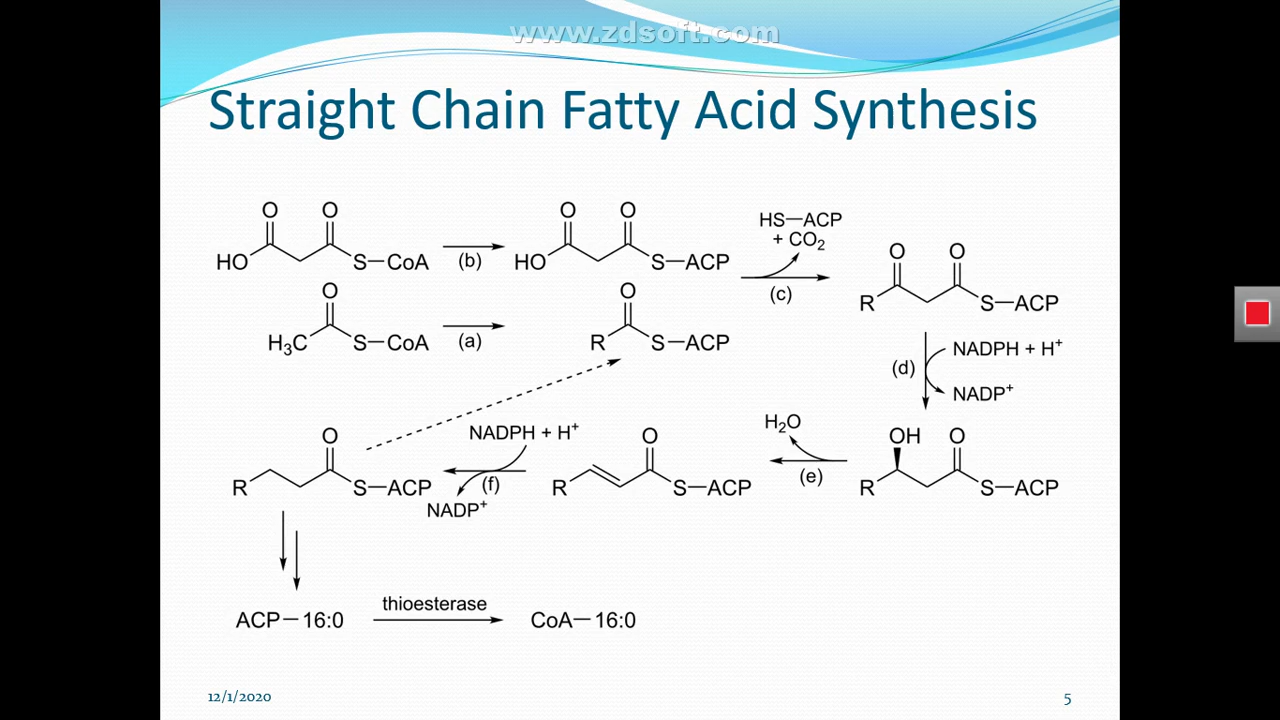 www.zdsoft.com
Straight Chain Fatty Acid Synthesis
O O
HO S–CoA
(b)
O O
HO S–ACP
HS–ACP
+ CO2
(c)
O O
R S–ACP
O
H3C S–CoA
(a)
O
R S–ACP
(d)
NADPH + H+
NADP+
O
R S–ACP
NADPH + H+
(f)
NADP+
O
R S–ACP
H2O
(e)
OH O
R S–ACP
ACP–16:0
thioesterase
CoA–16:0
12/1/2020
5